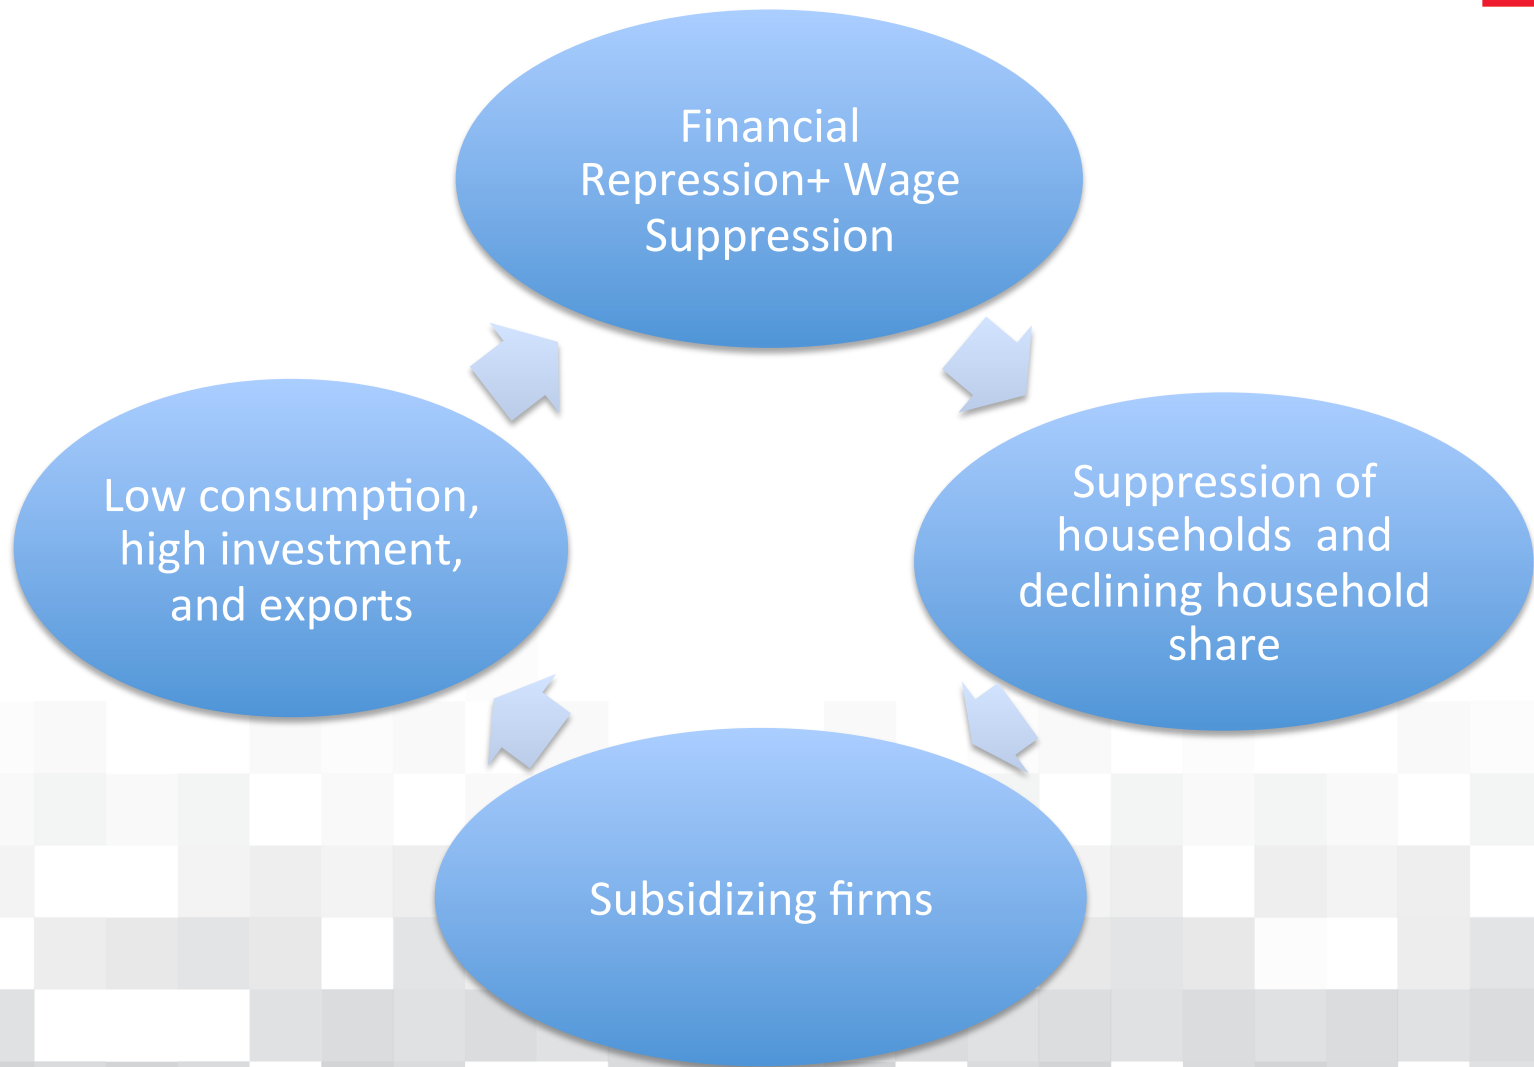 Financial
Repression+ Wage
Suppression
Suppression of
households  and
declining household
share
Subsidizing firms
Low consumption,
high investment,
and exports